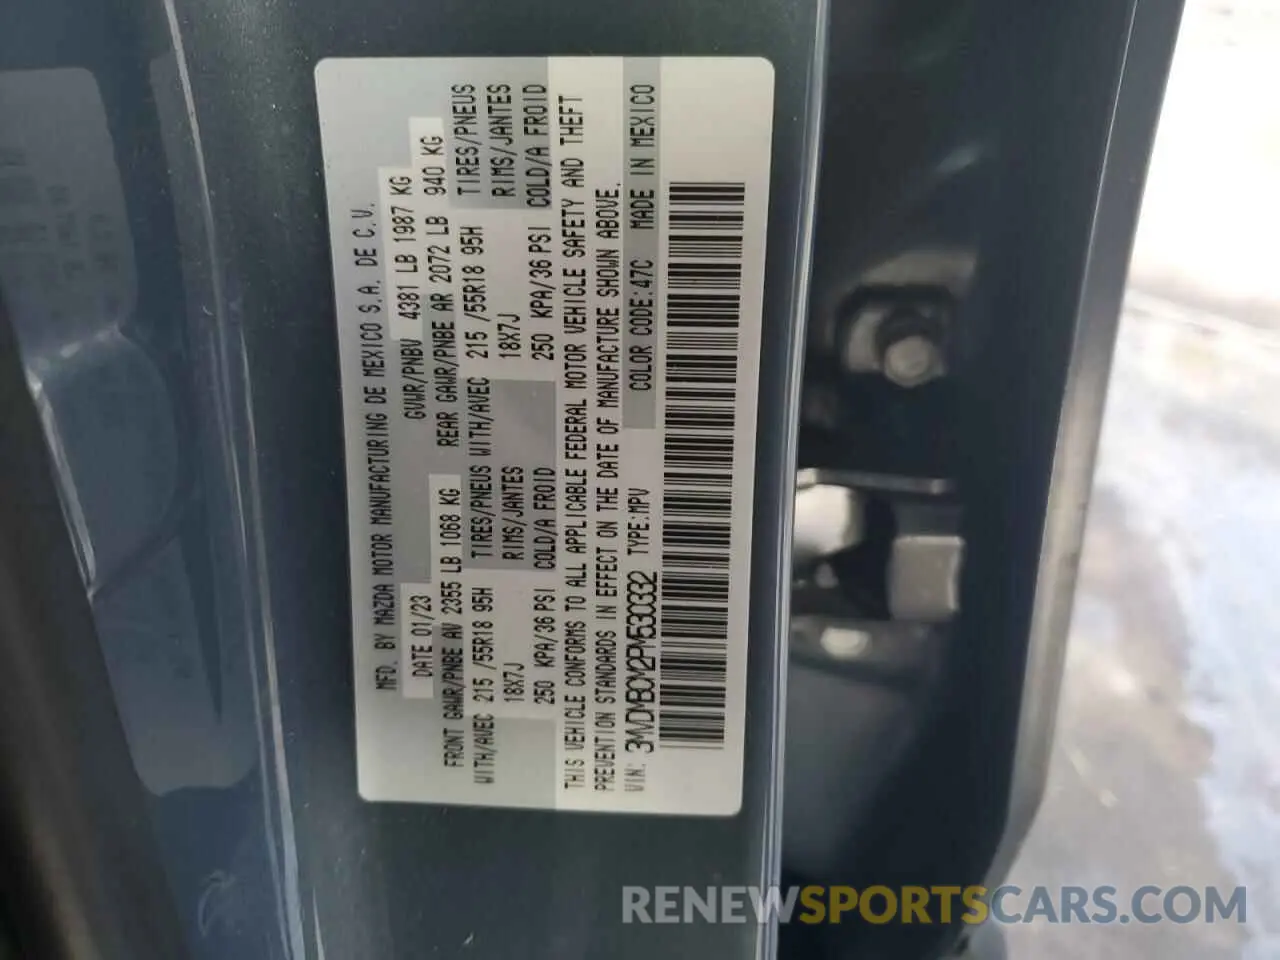 MFD. BY MAZDA MOTOR MANUFACTURING DE MEXICO S.A. DE C.V.
DATE 01/23 GVWR/PNBV 4381 LB 1987 KG
FRONT GAWR/PNBE AV 2355 LB 1068 KG REAR GAWR/PNBE AR 2072 LB 940 KG
WITH/AVEC 215 /55R18 95H TIRES/PNEUS WITH/AVEC 215 /55R18 95H TIRES/PNEUS
18X7J RIMS/JANTES 18X7J RIMS/JANTES
250 KPA/36 PSI COLD/A FROID 250 KPA/36 PSI COLD/A FROID
THIS VEHICLE CONFORMS TO ALL APPLICABLE FEDERAL MOTOR VEHICLE SAFETY AND THEFT
PREVENTION STANDARDS IN EFFECT ON THE DATE OF MANUFACTURE SHOWN ABOVE.
VIN: 3MVDMBCM2PM530332 TYPE:MPV COLOR CODE:47C MADE IN MEXICO
RENEWSPORTSCARS.COM